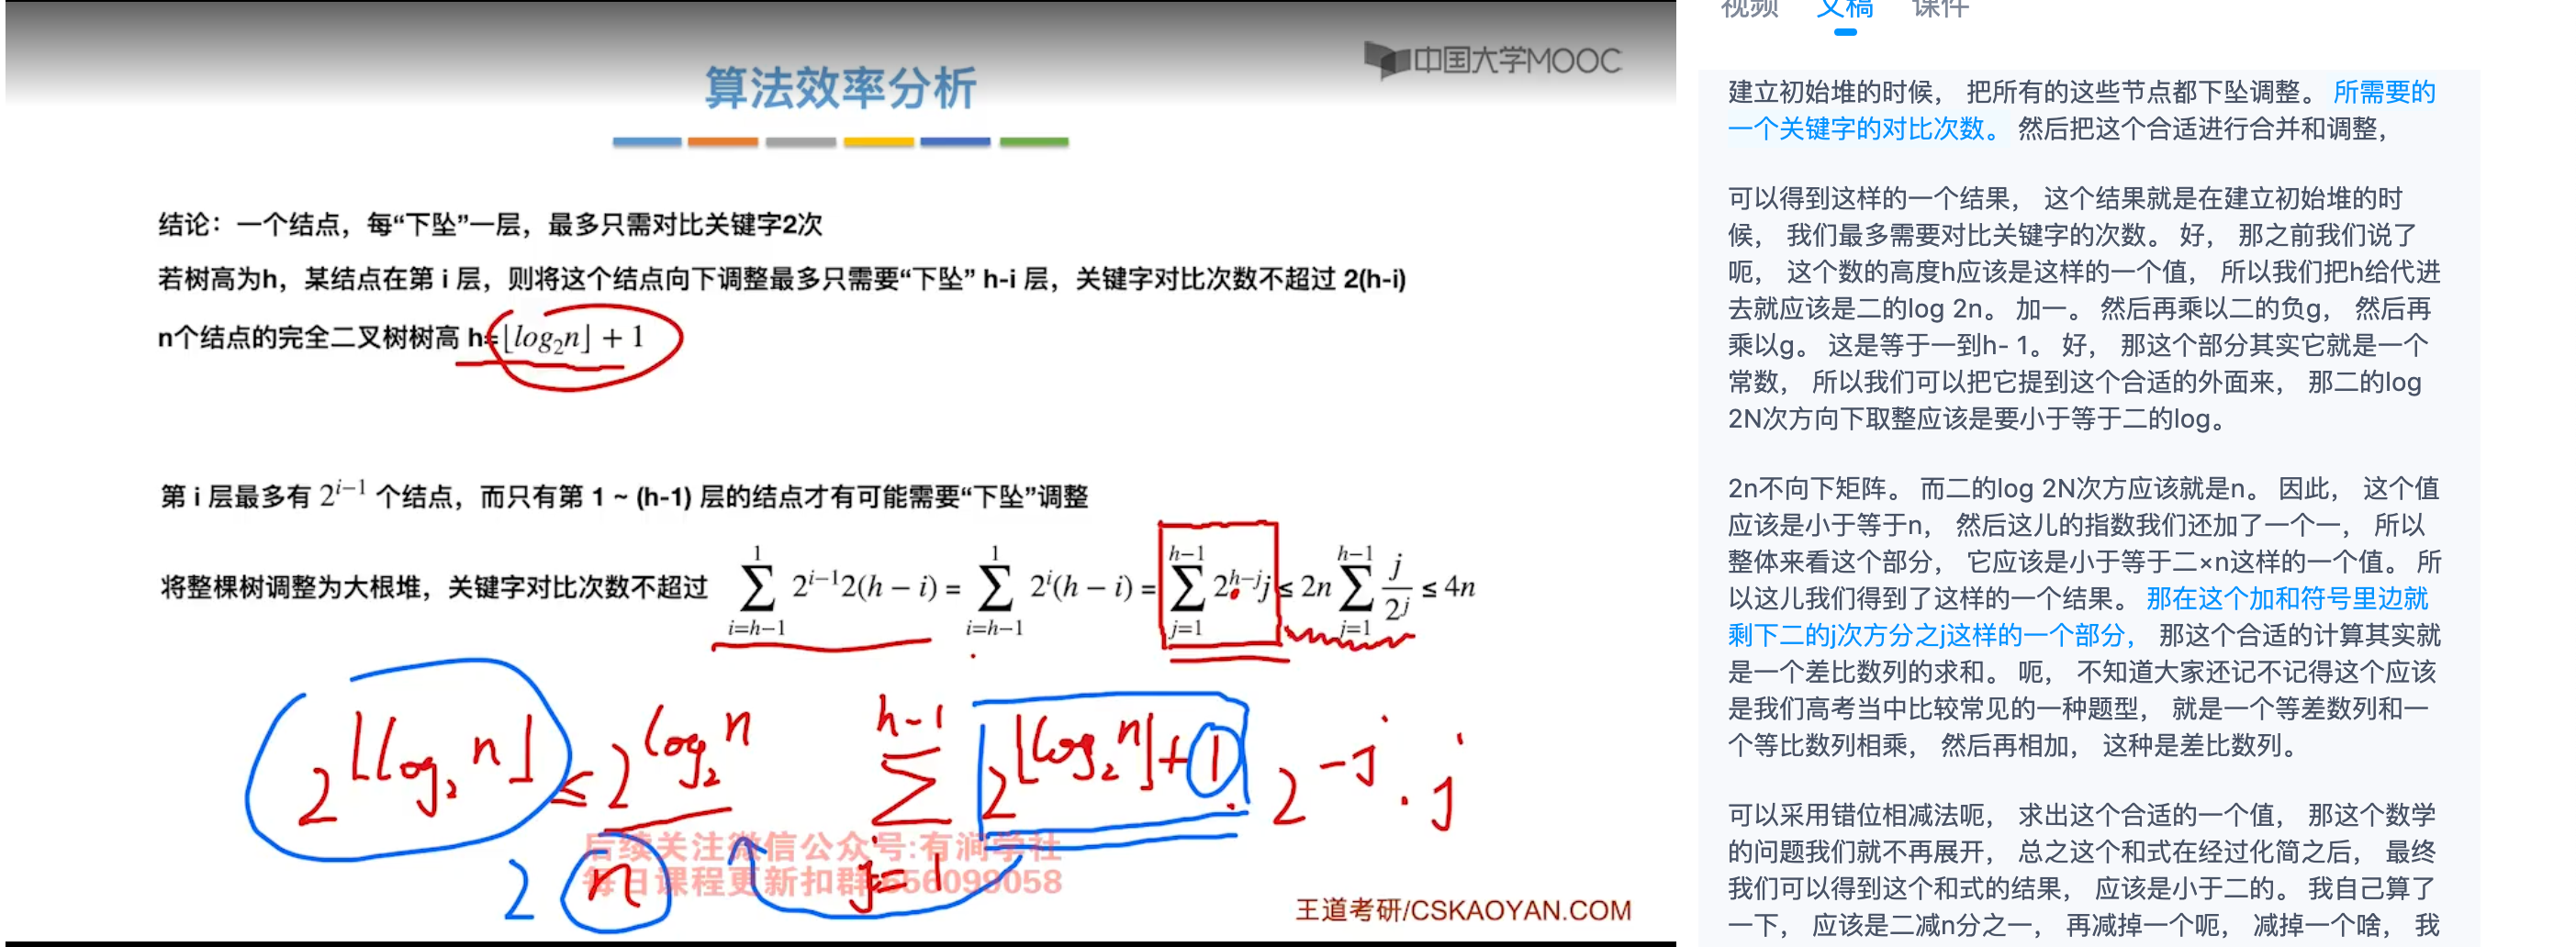 中国大学MOOC
算法效率分析
结论：一个结点，每“下坠”一层，最多只需对比关键字2次
若树高为h，某结点在第 i 层，则将这个结点向下调整最多只需要“下坠” h-i 层，关键字对比次数不超过 2(h-i)
n个结点的完全二叉树树高 h=⌊log₂n⌋ + 1
第 i 层最多有 2^{i−1} 个结点，而只有第 1 ~ (h-1) 层的结点才有可能需要“下坠”调整
将整棵树调整为大根堆，关键字对比次数不超过 \sum_{i=h−1}^{1} 2^{i−1}2(h − i) = \sum_{i=h−1}^{1} 2^{i}(h − i) = \sum_{j=1}^{h−1} 2^{h−j}j ≤ 2n \sum_{j=1}^{h−1} \frac{j}{2^{j}} ≤ 4n
2^{⌊log₂n⌋} ≤ 2^{log₂n} \sum_{j=1}^{h-1} 2^{⌊log₂n⌋+1} · 2^{-j} · j
2 n
后续关注微信公众号:有润学社
每日课程更新扣群:656099058
王道考研/CSKAOYAN.COM
视频 文稿 课件
建立初始堆的时候， 把所有的这些节点都下坠调整。 所需要的
一个关键字的对比次数。 然后把这个合适进行合并和调整，
可以得到这样的一个结果， 这个结果就是在建立初始堆的时
候， 我们最多需要对比关键字的次数。 好， 那之前我们说了
呃， 这个数的高度h应该是这样的一个值， 所以我们把h给代进
去就应该是二的log 2n。 加一。 然后再乘以二的负g， 然后再
乘以g。 这是等于一到h- 1。 好， 那这个部分其实它就是一个
常数， 所以我们可以把它提到这个合适的外面来， 那二的log
2N次方向下取整应该是要小于等于二的log。
2n不向下矩阵。 而二的log 2N次方应该就是n。 因此， 这个值
应该是小于等于n， 然后这儿的指数我们还加了一个一， 所以
整体来看这个部分， 它应该是小于等于二×n这样的一个值。 所
以这儿我们得到了这样的一个结果。 那在这个加和符号里边就
剩下二的j次方分之j这样的一个部分， 那这个合适的计算其实就
是一个差比数列的求和。 呃， 不知道大家还记不记得这个应该
是我们高考当中比较常见的一种题型， 就是一个等差数列和一
个等比数列相乘， 然后再相加， 这种是差比数列。
可以采用错位相减法呃， 求出这个合适的一个值， 那这个数学
的问题我们就不再展开， 总之这个和式在经过化简之后， 最终
我们可以得到这个和式的结果， 应该是小于二的。 我自己算了
一下， 应该是二减n分之一， 再减掉一个呃， 减掉一个啥， 我